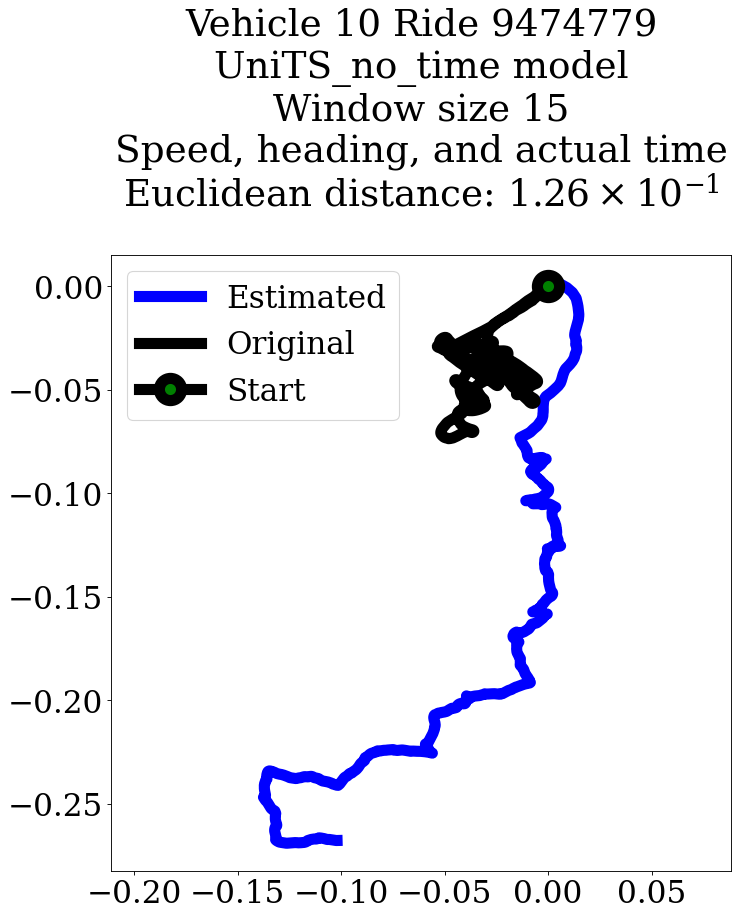 Vehicle 10 Ride 9474779
UniTS_no_time model
Window size 15
Speed, heading, and actual time
Euclidean distance: 1.26 × 10⁻¹
Estimated
Original
Start
0.00
−0.05
−0.10
−0.15
−0.20
−0.25
−0.20 −0.15 −0.10 −0.05 0.00 0.05